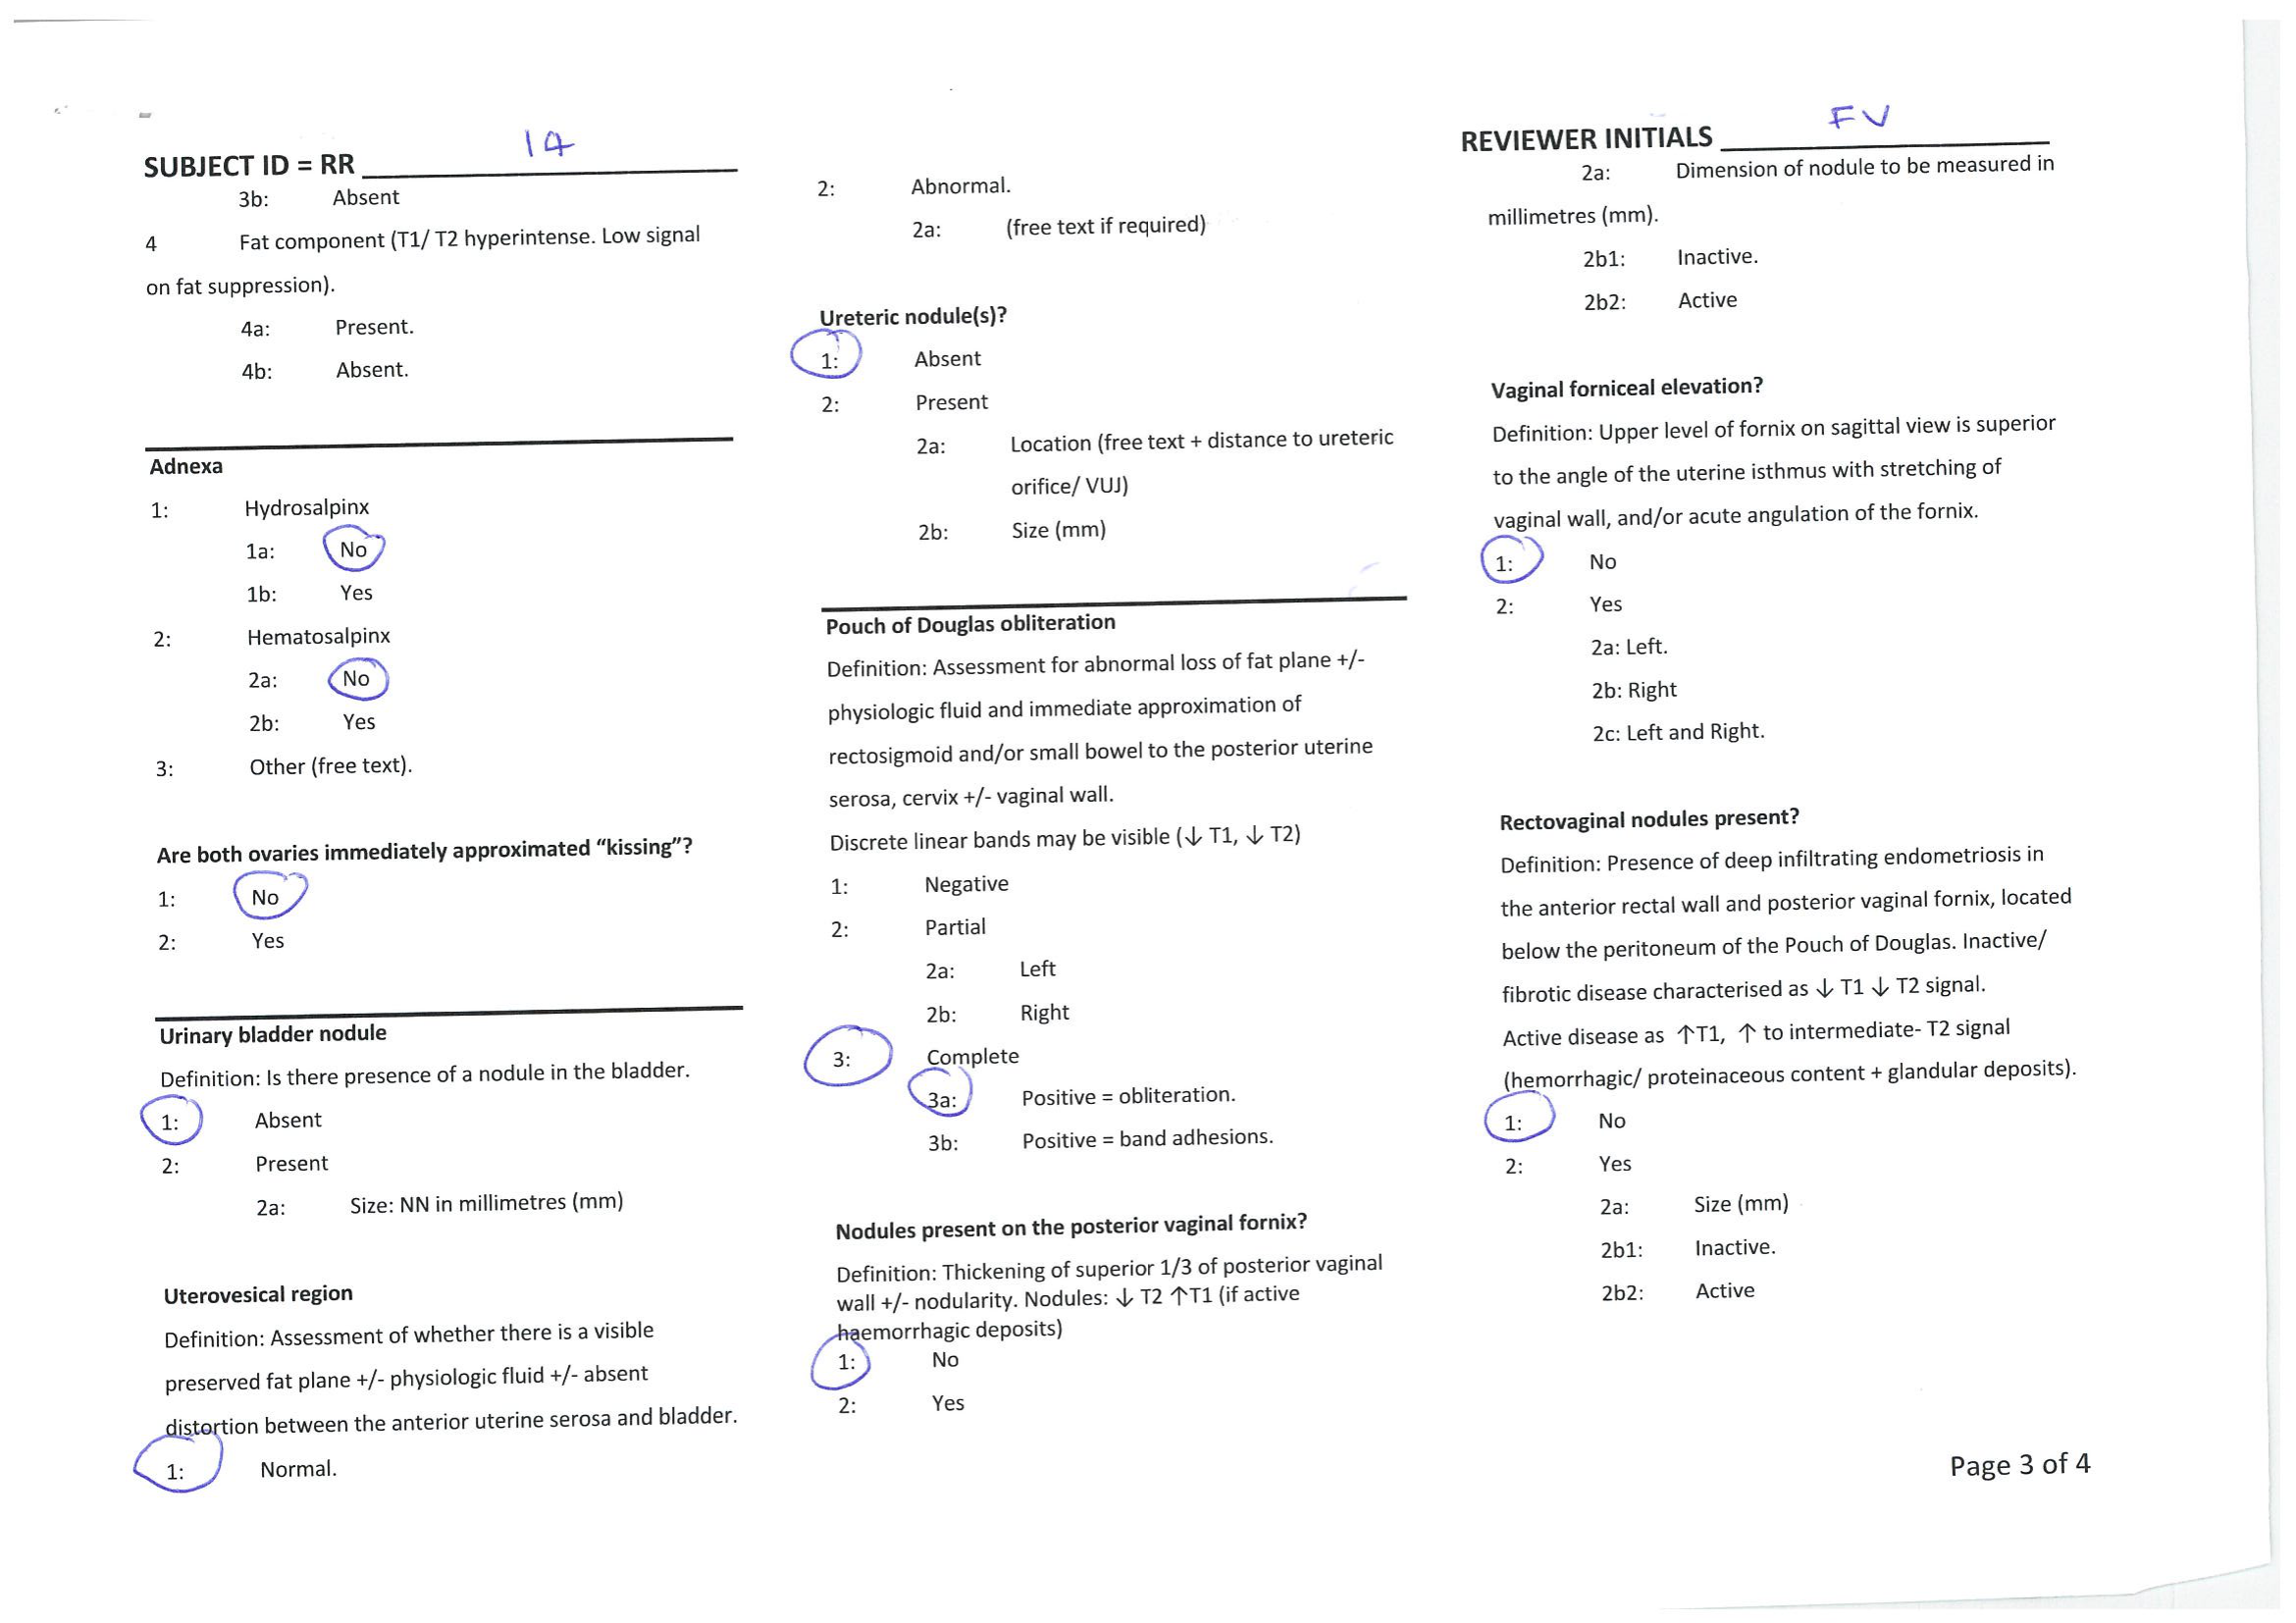 SUBJECT ID = RR 14
3b: Absent
4 Fat component (T1/ T2 hyperintense. Low signal
on fat suppression).
4a: Present.
4b: Absent.
Adnexa
1: Hydrosalpinx
1a: No
1b: Yes
2: Hematosalpinx
2a: No
2b: Yes
3: Other (free text).
Are both ovaries immediately approximated “kissing”?
1: No
2: Yes
Urinary bladder nodule
Definition: Is there presence of a nodule in the bladder.
1: Absent
2: Present
2a: Size: NN in millimetres (mm)
Uterovesical region
Definition: Assessment of whether there is a visible
preserved fat plane +/- physiologic fluid +/- absent
distortion between the anterior uterine serosa and bladder.
1: Normal.
2: Abnormal.
2a: (free text if required)
Ureteric nodule(s)?
1: Absent
2: Present
2a: Location (free text + distance to ureteric
orifice/ VUJ)
2b: Size (mm)
Pouch of Douglas obliteration
Definition: Assessment for abnormal loss of fat plane +/-
physiologic fluid and immediate approximation of
rectosigmoid and/or small bowel to the posterior uterine
serosa, cervix +/- vaginal wall.
Discrete linear bands may be visible (↓ T1, ↓ T2)
1: Negative
2: Partial
2a: Left
2b: Right
3: Complete
3a: Positive = obliteration.
3b: Positive = band adhesions.
Nodules present on the posterior vaginal fornix?
Definition: Thickening of superior 1/3 of posterior vaginal
wall +/- nodularity. Nodules: ↓ T2 ↑T1 (if active
haemorrhagic deposits)
1: No
2: Yes
REVIEWER INITIALS FV
2a: Dimension of nodule to be measured in
millimetres (mm).
2b1: Inactive.
2b2: Active
Vaginal forniceal elevation?
Definition: Upper level of fornix on sagittal view is superior
to the angle of the uterine isthmus with stretching of
vaginal wall, and/or acute angulation of the fornix.
1: No
2: Yes
2a: Left.
2b: Right
2c: Left and Right.
Rectovaginal nodules present?
Definition: Presence of deep infiltrating endometriosis in
the anterior rectal wall and posterior vaginal fornix, located
below the peritoneum of the Pouch of Douglas. Inactive/
fibrotic disease characterised as ↓ T1 ↓ T2 signal.
Active disease as ↑T1, ↑ to intermediate- T2 signal
(hemorrhagic/ proteinaceous content + glandular deposits).
1: No
2: Yes
2a: Size (mm)
2b1: Inactive.
2b2: Active
Page 3 of 4